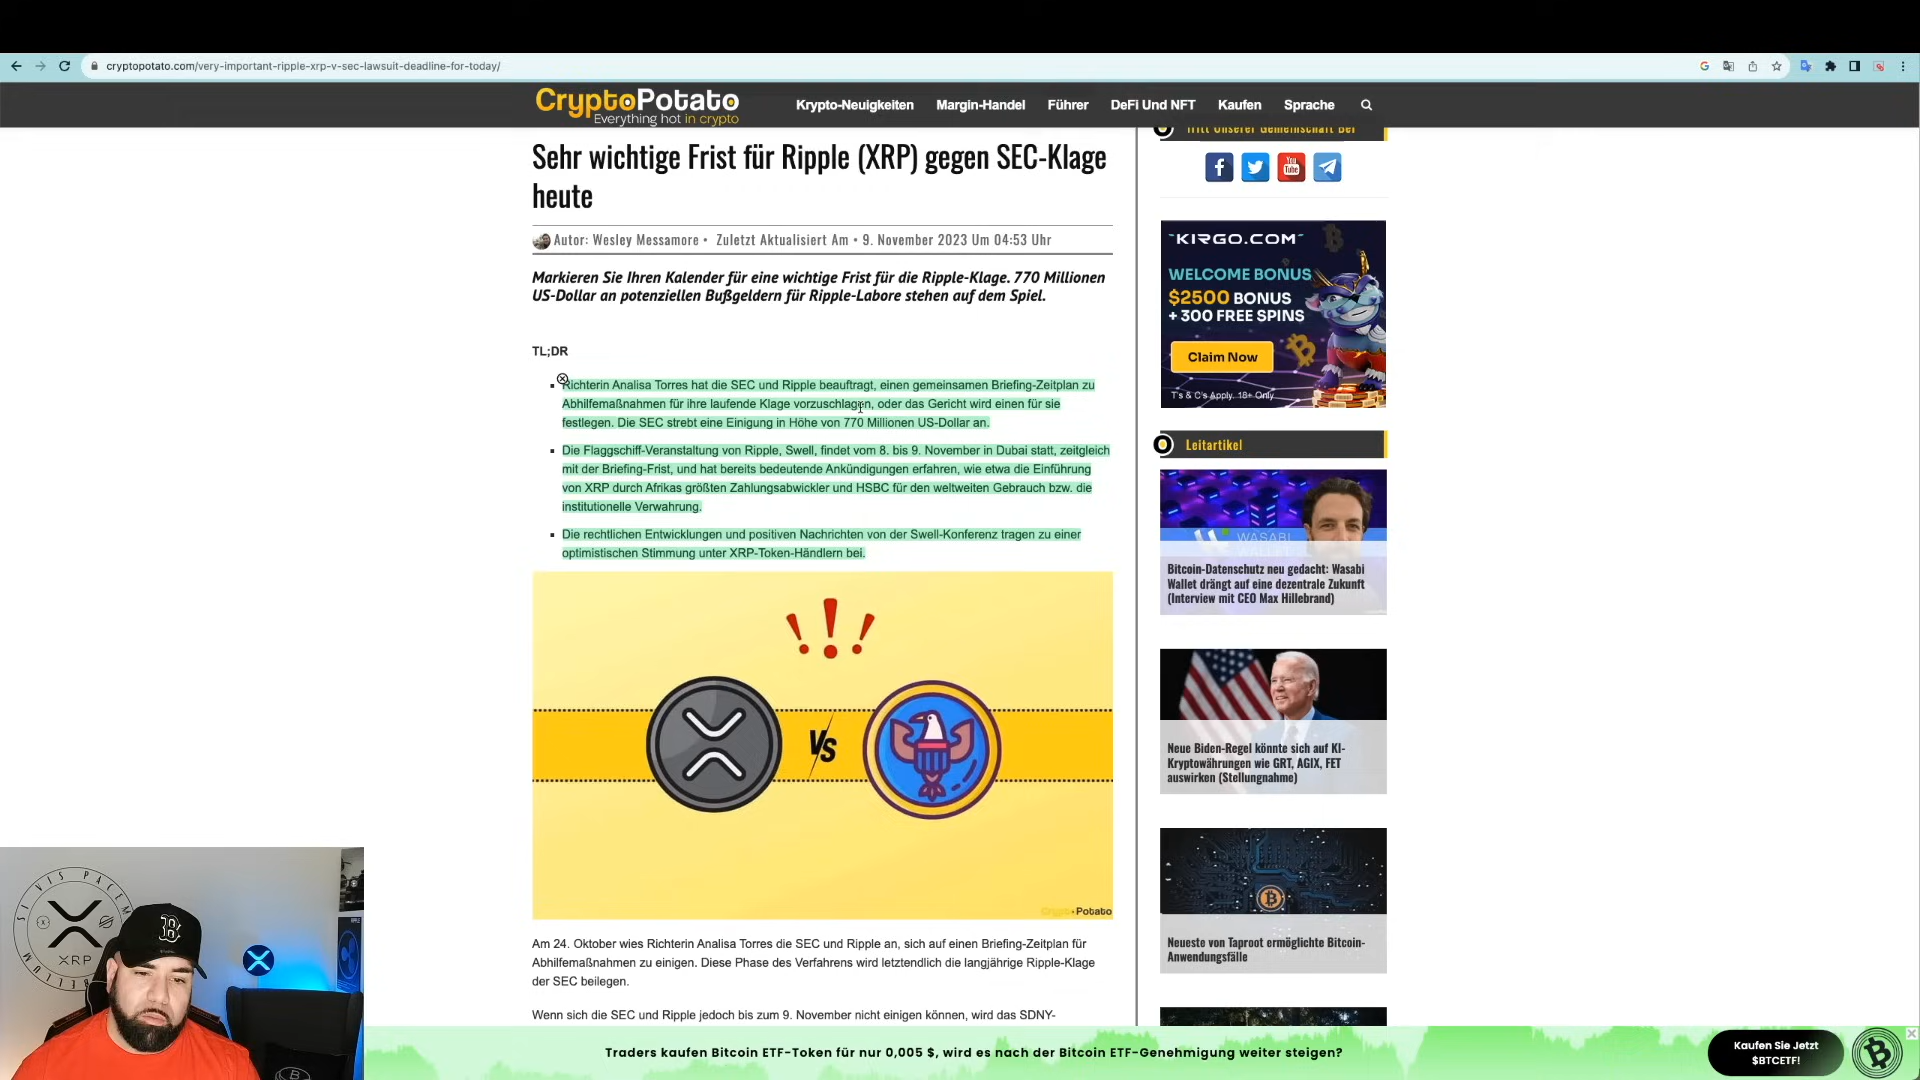 cryptopotato.com/very-important-ripple-xrp-v-sec-lawsuit-deadline-for-today/
CryptoPotato
Everything hot in crypto
Krypto-Neuigkeiten
Margin-Handel
Führer
DeFi Und NFT
Kaufen
Sprache
Sehr wichtige Frist für Ripple (XRP) gegen SEC-Klage
heute
Autor: Wesley Messamore • Zuletzt Aktualisiert Am • 9. November 2023 Um 04:53 Uhr
Markieren Sie Ihren Kalender für eine wichtige Frist für die Ripple-Klage. 770 Millionen
US-Dollar an potenziellen Bußgeldern für Ripple-Labore stehen auf dem Spiel.
TL;DR
Richterin Analisa Torres hat die SEC und Ripple beauftragt, einen gemeinsamen Briefing-Zeitplan zu
Abhilfemaßnahmen für ihre laufende Klage vorzuschlagen, oder das Gericht wird einen für sie
festlegen. Die SEC strebt eine Einigung in Höhe von 770 Millionen US-Dollar an.
Die Flaggschiff-Veranstaltung von Ripple, Swell, findet vom 8. bis 9. November in Dubai statt, zeitgleich
mit der Briefing-Frist, und hat bereits bedeutende Ankündigungen erfahren, wie etwa die Einführung
von XRP durch Afrikas größten Zahlungsabwickler und HSBC für den weltweiten Gebrauch bzw. die
institutionelle Verwahrung.
Die rechtlichen Entwicklungen und positiven Nachrichten von der Swell-Konferenz tragen zu einer
optimistischen Stimmung unter XRP-Token-Händlern bei.
VS
Crypto Potato
Am 24. Oktober wies Richterin Analisa Torres die SEC und Ripple an, sich auf einen Briefing-Zeitplan für
Abhilfemaßnahmen zu einigen. Diese Phase des Verfahrens wird letztendlich die langjährige Ripple-Klage
der SEC beilegen.
Wenn sich die SEC und Ripple jedoch bis zum 9. November nicht einigen können, wird das SDNY-
Tritt Unserer Gemeinschaft Bei
You
Tube
KIRGO.COM
WELCOME BONUS
$2500 BONUS
+ 300 FREE SPINS
Claim Now
T's & C's Apply. 18+ Only
Leitartikel
WASABI
WALLET
Bitcoin-Datenschutz neu gedacht: Wasabi
Wallet drängt auf eine dezentrale Zukunft
(Interview mit CEO Max Hillebrand)
Neue Biden-Regel könnte sich auf KI-
Kryptowährungen wie GRT, AGIX, FET
auswirken (Stellungnahme)
Neueste von Taproot ermöglichte Bitcoin-
Anwendungsfälle
SI VIS PACEM
BELLUM
XRP
B
Traders kaufen Bitcoin ETF-Token für nur 0,005 $, wird es nach der Bitcoin ETF-Genehmigung weiter steigen?
Kaufen Sie Jetzt
$BTCETF!